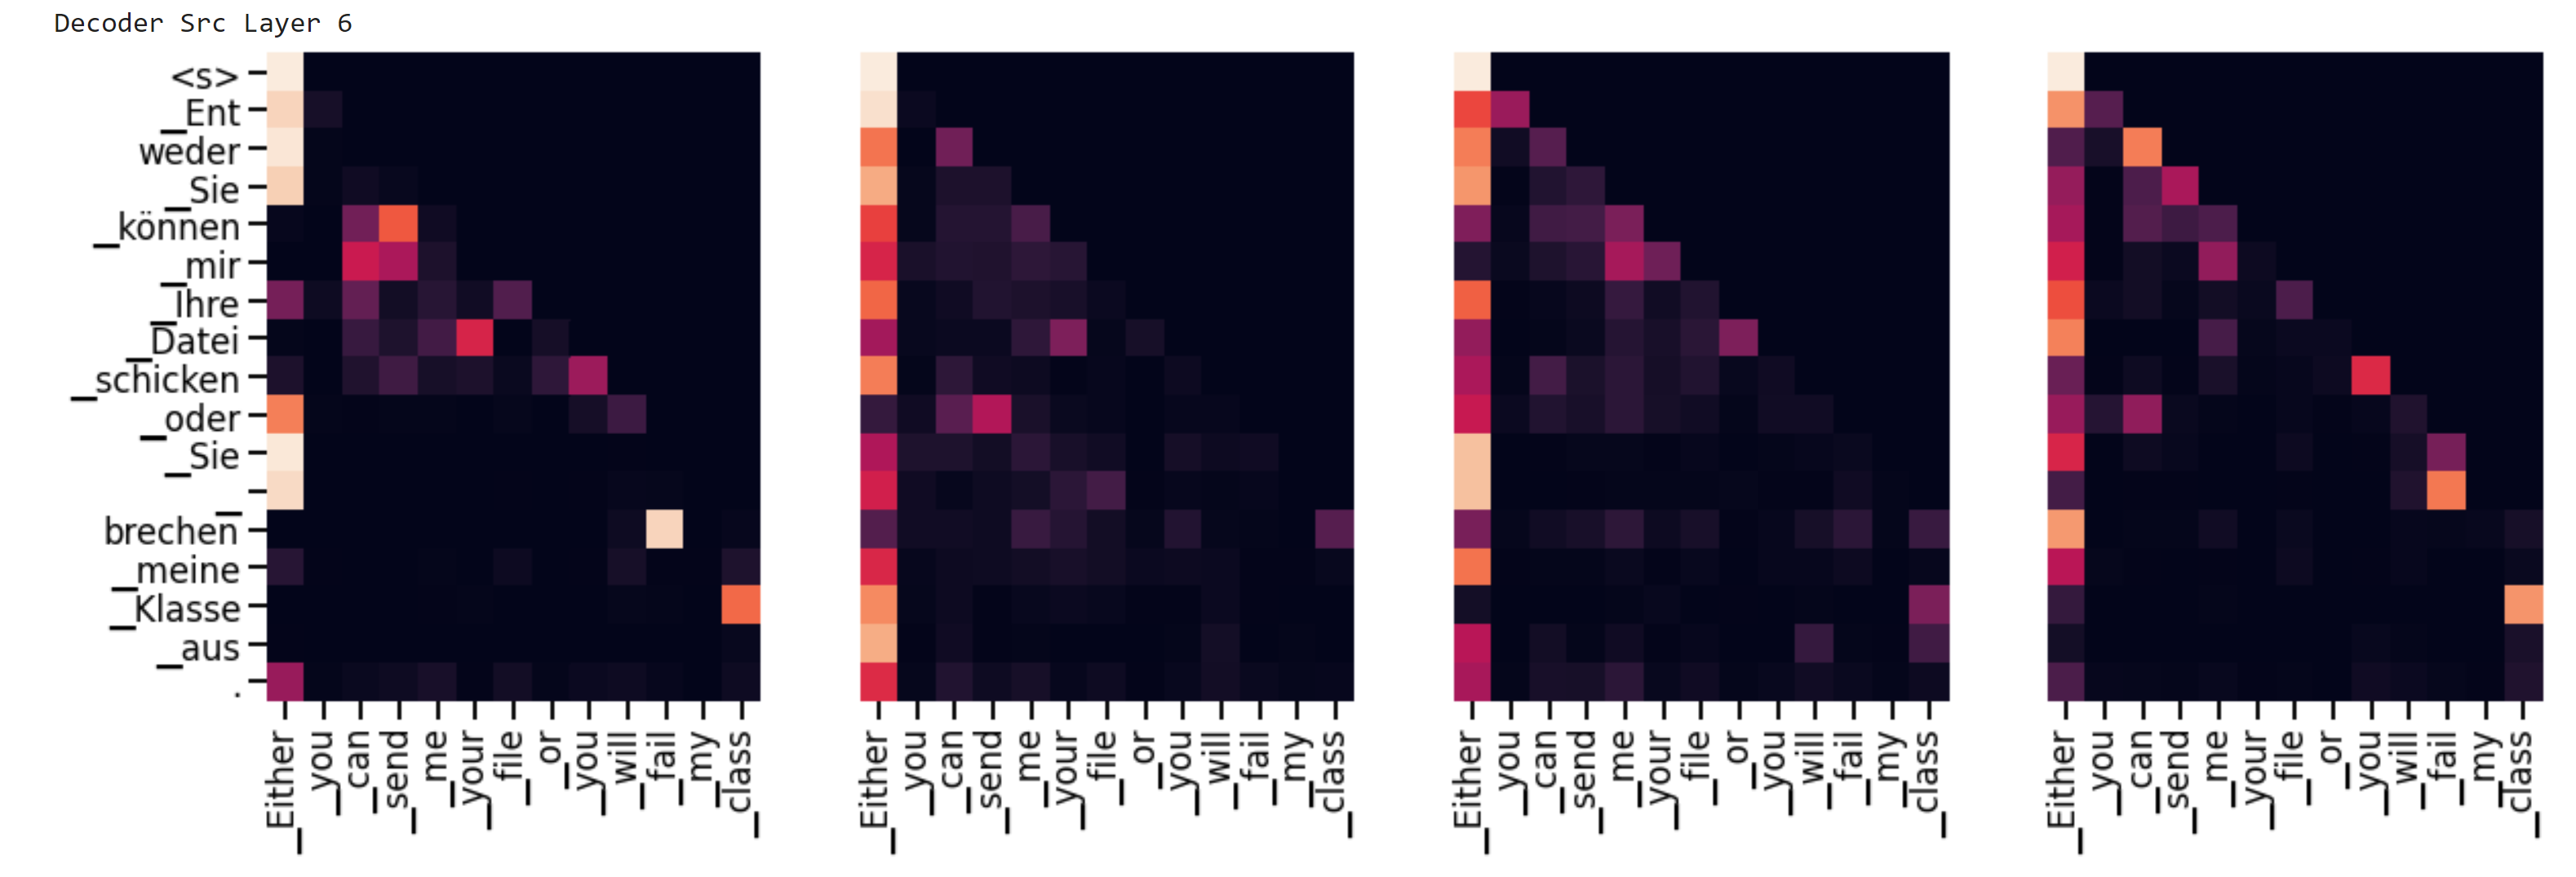 Decoder Src Layer 6
<s>
_Ent
weder
_Sie
_können
_mir
_Ihre
_Datei
_schicken
_oder
_Sie
_
brechen
_meine
_Klasse
_aus
.
_Either
_you
_can
_send
_me
_your
_file
_or
_you
_will
_fail
_my
_class
_Either
_you
_can
_send
_me
_your
_file
_or
_you
_will
_fail
_my
_class
_Either
_you
_can
_send
_me
_your
_file
_or
_you
_will
_fail
_my
_class
_Either
_you
_can
_send
_me
_your
_file
_or
_you
_will
_fail
_my
_class